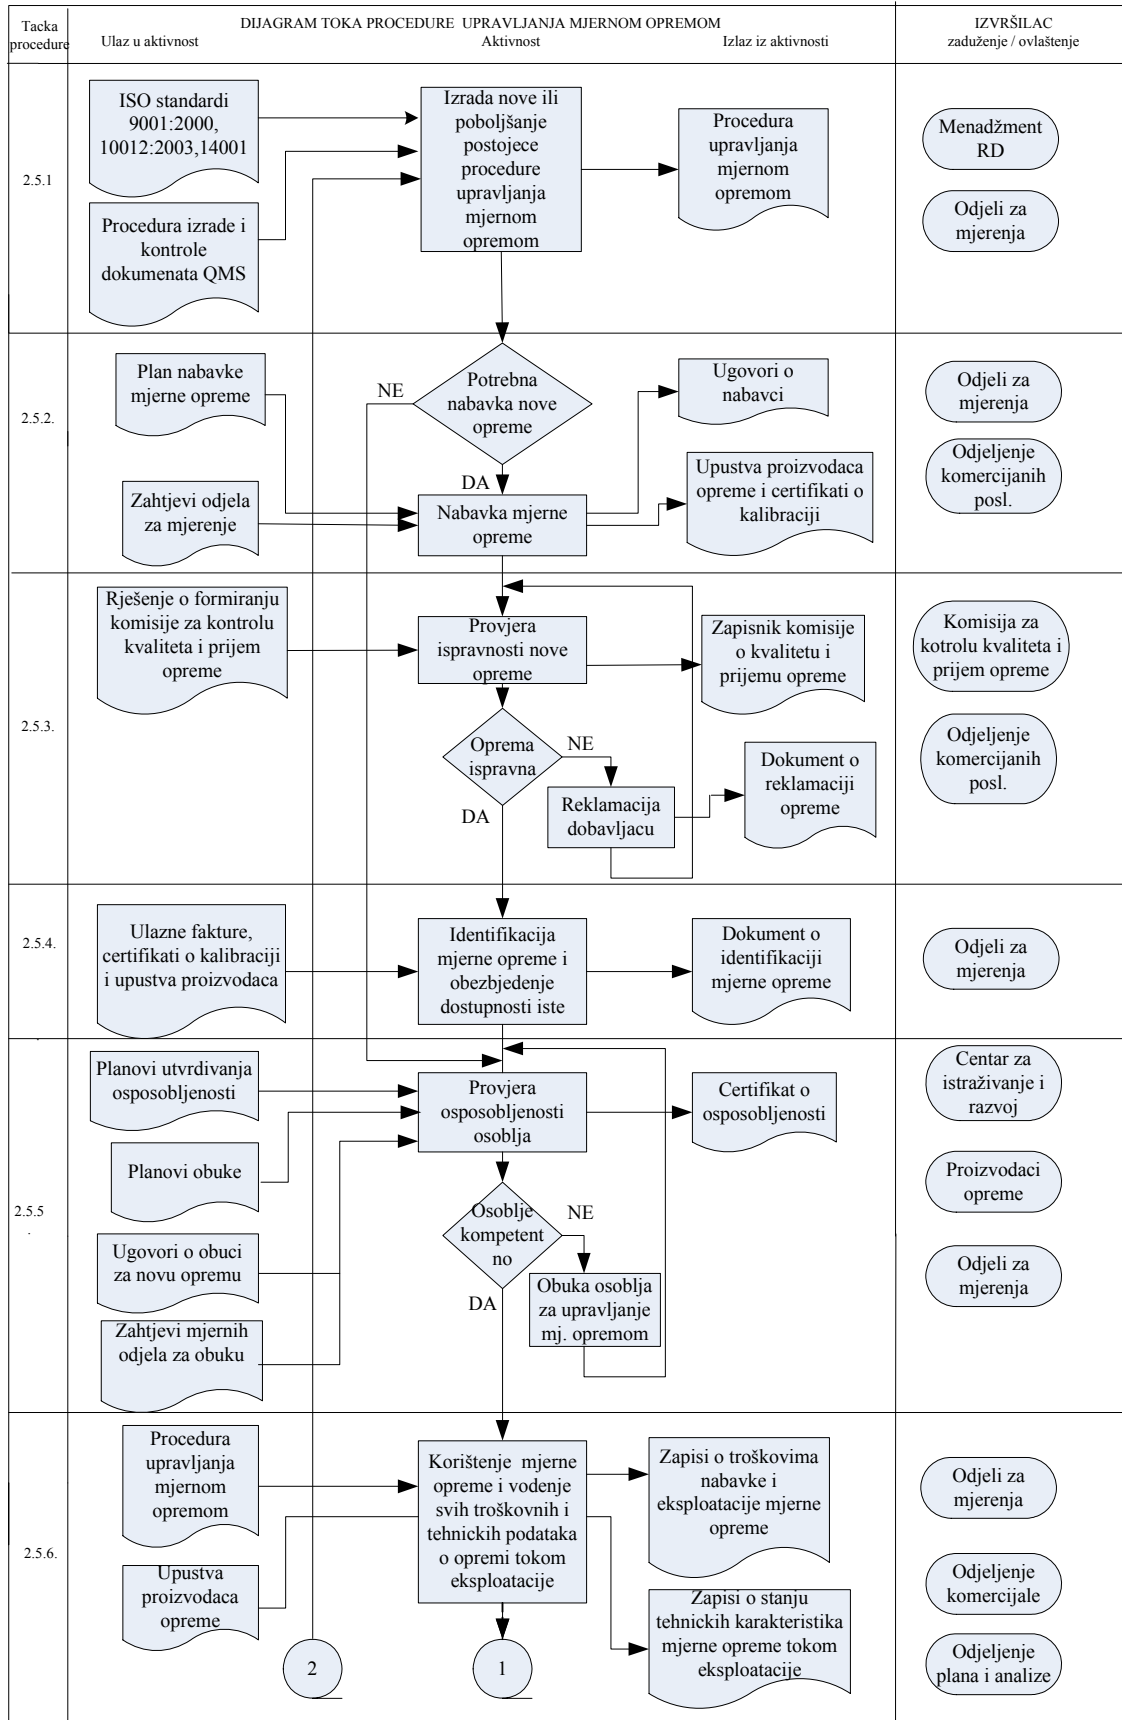 Tacka
procedure
DIJAGRAM TOKA PROCEDURE UPRAVLJANJA MJERNOM OPREMOM
Ulaz u aktivnost
Aktivnost
Izlaz iz aktivnosti
IZVRŠILAC
zaduženje / ovlaštenje
2.5.1
ISO standardi
9001:2000,
10012:2003,14001
Procedura izrade i
kontrole
dokumenata QMS
Izrada nove ili
poboljšanje
postojece
procedure
upravljanja
mjernom
opremom
Procedura
upravljanja
mjernom
opremom
Menadžment
RD
Odjeli za
mjerenja
2.5.2.
Plan nabavke
mjerne opreme
Zahtjevi odjela
za mjerenje
NE
Potrebna
nabavka nove
opreme
DA
Nabavka mjerne
opreme
Ugovori o
nabavci
Upustva proizvodaca
opreme i certifikati o
kalibraciji
Odjeli za
mjerenja
Odjeljenje
komercijanih
posl.
2.5.3.
Rješenje o formiranju
komisije za kontrolu
kvaliteta i prijem
opreme
Provjera
ispravnosti nove
opreme
Oprema
ispravna
NE
DA
Reklamacija
dobavljacu
Zapisnik komisije
o kvalitetu i
prijemu opreme
Dokument o
reklamaciji
opreme
Komisija za
kotrolu kvaliteta i
prijem opreme
Odjeljenje
komercijanih
posl.
2.5.4.
Ulazne fakture,
certifikati o kalibraciji
i upustva proizvodaca
Identifikacija
mjerne opreme i
obezbjedenje
dostupnosti iste
Dokument o
identifikaciji
mjerne opreme
Odjeli za
mjerenja
2.5.5
.
Planovi utvrdivanja
osposobljenosti
Planovi obuke
Ugovori o obuci
za novu opremu
Zahtjevi mjernih
odjela za obuku
Provjera
osposobljenosti
osoblja
Osoblje
kompetent
no
NE
DA
Obuka osoblja
za upravljanje
mj. opremom
Certifikat o
osposobljenosti
Centar za
istraživanje i
razvoj
Proizvodaci
opreme
Odjeli za
mjerenja
2.5.6.
Procedura
upravljanja
mjernom
opremom
Upustva
proizvodaca
opreme
Korištenje mjerne
opreme i vodenje
svih troškovnih i
tehnickih podataka
o opremi tokom
eksploatacije
Zapisi o troškovima
nabavke i
eksploatacije mjerne
opreme
Zapisi o stanju
tehnickih karakteristika
mjerne opreme tokom
eksploatacije
Odjeli za
mjerenja
Odjeljenje
komercijale
Odjeljenje
plana i analize
2
1